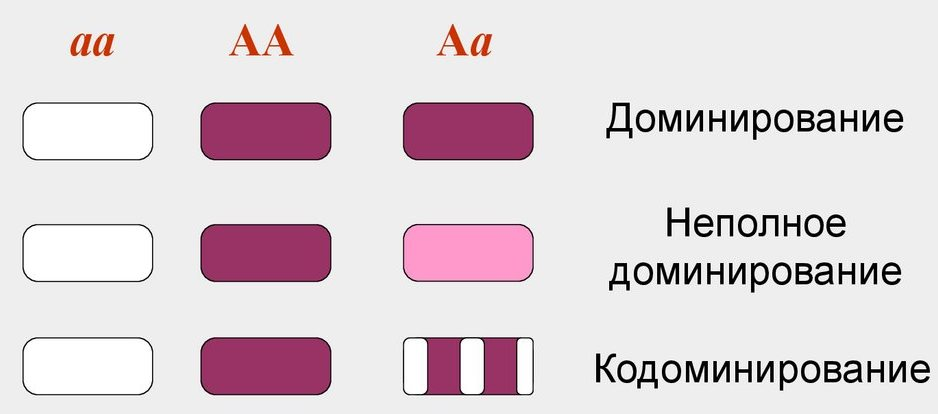 aa AA Aa
Доминирование
Неполное
доминирование
Кодоминирование